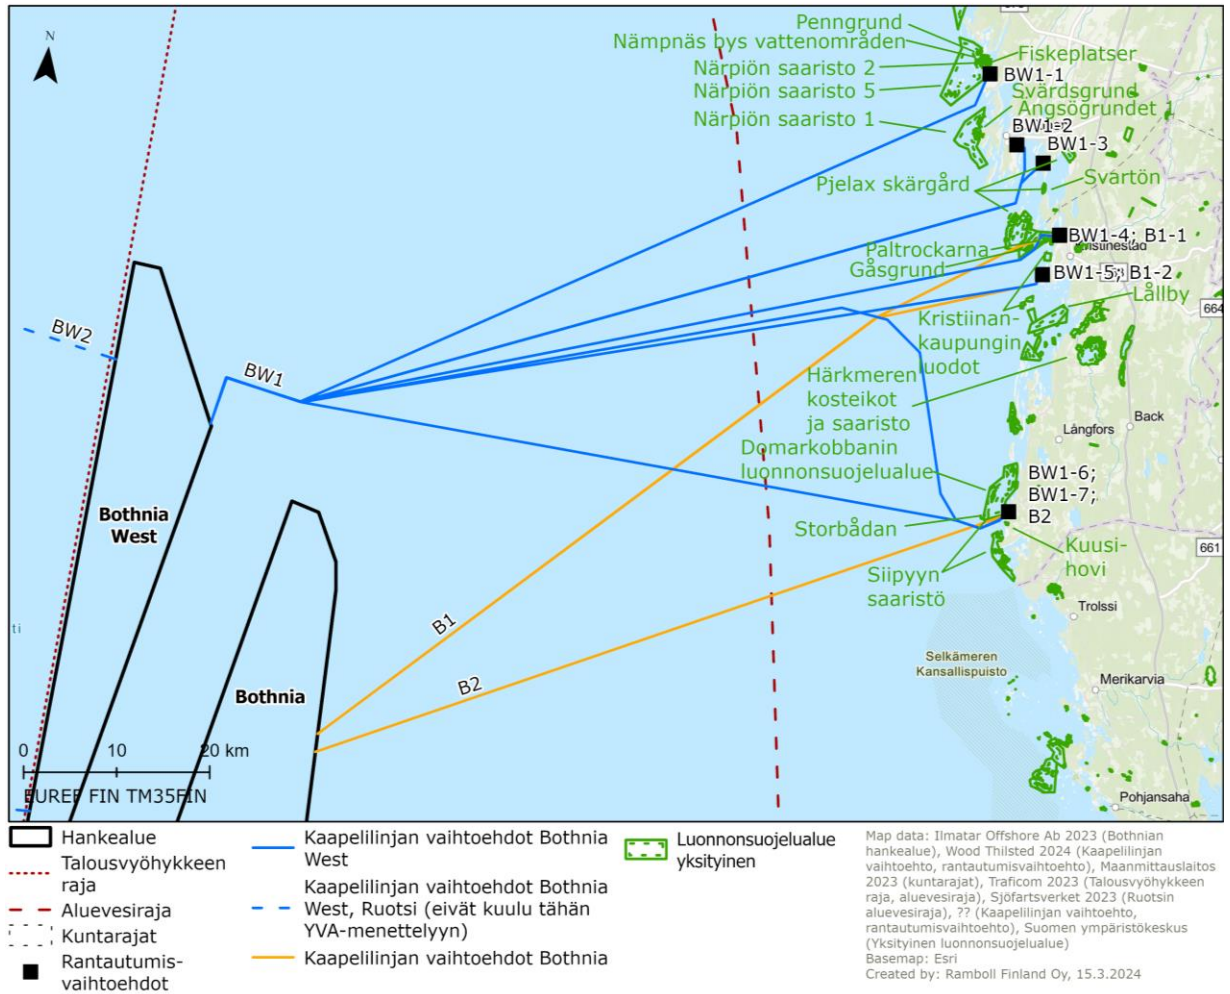 N
Penngrund
Nämpnäs bys vattenområden
Närpiön saaristo 2
Närpiön saaristo 5
Närpiön saaristo 1
Fiskeplatser
BW1-1
Svärdsgrund
Ängsögrundet 1
BW1-2
BW1-3
Pjelax skärgård
Svartön
Paltrockarna
Gåsgrund
BW1-4; B1-1
Kristinestad
BW1-5; B1-2
Lållby
664
Kristiinan-
kaupungin
luodot
Härkmeren
kosteikot
ja saaristo
Back
Långfors
Domarkobbanin
luonnonsuojelualue
BW1-6;
BW1-7;
B2
Storbådan
Kuusi-
hovi
661
Siipyyn
saaristö
Trolssi
Selkämeren
Kansallispuisto
Merikarvia
Pohjansaha
BW2
BW1
Bothnia
West
B1
B2
Bothnia
ti
0 10 20 km
EUREF FIN TM35FIN
Hankealue
Talousvyöhykkeen
raja
Aluevesiraja
Kuntarajat
Rantautumis-
vaihtoehdot
Kaapelilinjan vaihtoehdot Bothnia
West
Kaapelilinjan vaihtoehdot Bothnia
West, Ruotsi (eivät kuulu tähän
YVA-menettelyyn)
Kaapelilinjan vaihtoehdot Bothnia
Luonnonsuojelualue
yksityinen
Map data: Ilmatar Offshore Ab 2023 (Bothnian
hankealue), Wood Thilsted 2024 (Kaapelilinjan
vaihtoehto, rantautumisvaihtoehto), Maanmittauslaitos
2023 (kuntarajat), Traficom 2023 (Talousvyöhykkeen
raja, aluevesiraja), Sjöfartsverket 2023 (Ruotsin
aluevesiraja), ?? (Kaapelilinjan vaihtoehto,
rantautumisvaihtoehto), Suomen ympäristökeskus
(Yksityinen luonnonsuojelualue)
Basemap: Esri
Created by: Ramboll Finland Oy, 15.3.2024